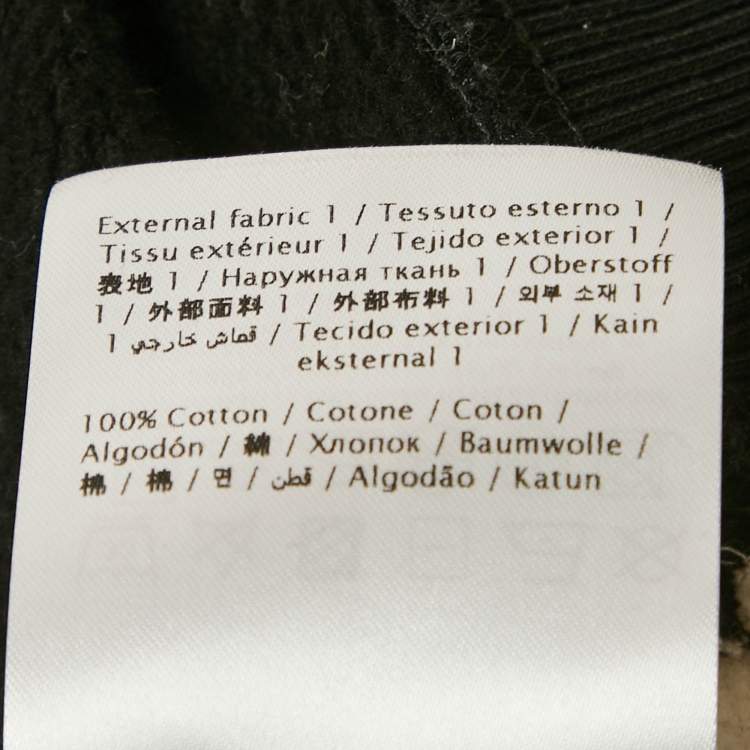 External fabric 1 / Tessuto esterno 1 /
Tissu extérieur 1 / Tejido exterior 1 /
表地 1 / Наружная ткань 1 / Oberstoff
1 / 外部面料 1 / 外部布料 1 / 외부 소재 1 /
1 قماش خارجي / Tecido exterior 1 / Kain
eksternal 1
100% Cotton / Cotone / Coton /
Algodón / 綿 / Хлопок / Baumwolle /
棉 / 棉 / 면 / قطن / Algodão / Katun